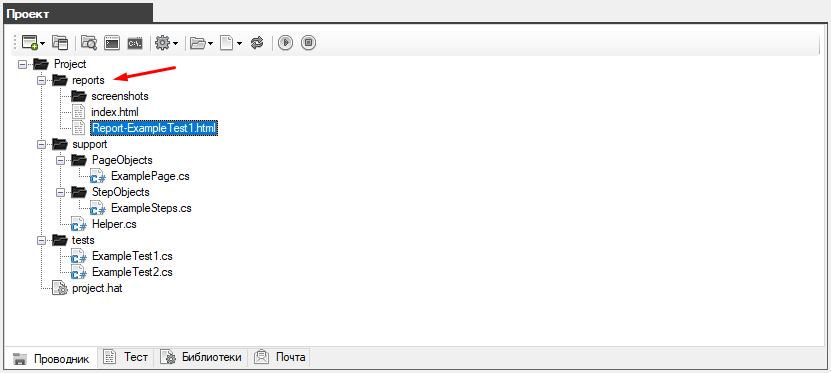 Проект
Project
reports
screenshots
index.html
Report-ExampleTest1.html
support
PageObjects
ExamplePage.cs
StepObjects
ExampleSteps.cs
Helper.cs
tests
ExampleTest1.cs
ExampleTest2.cs
project.hat
Проводник Тест Библиотеки Почта